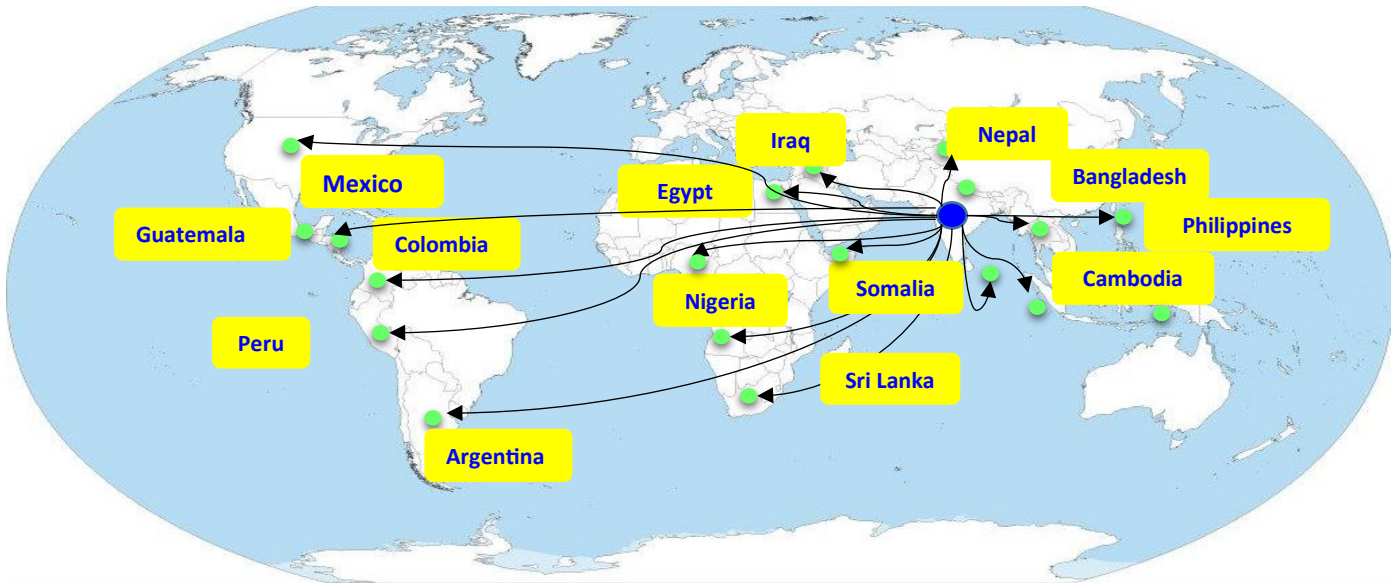 Iraq
Nepal
Egypt
Bangladesh
Mexico
Philippines
Guatemala
Colombia
Cambodia
Somalia
Nigeria
Peru
Sri Lanka
Argentina